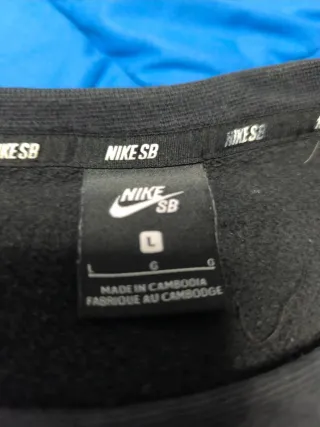 NIKE SB
NIKE SB
NIKE SB
NIKE
SB
L
L G G
MADE IN CAMBODIA
FABRIQUE AU CAMBODGE